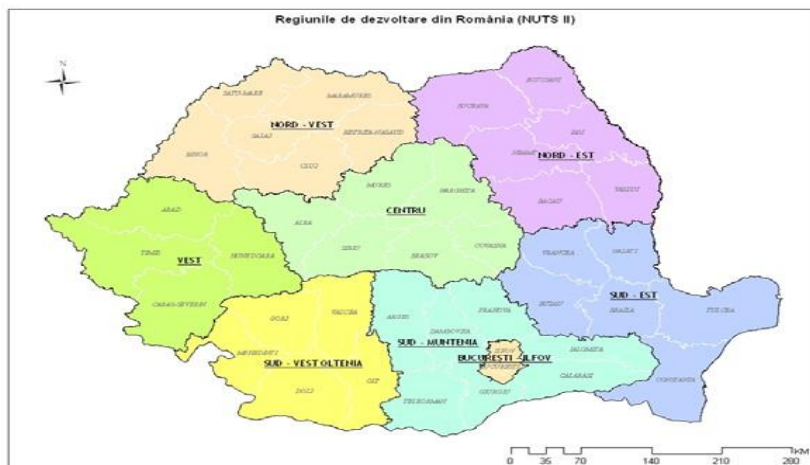 Regiunile de dezvoltare din România (NUTS II)
N
BOTOSANI
SATU-MARE
MARAMURES
SUCEAVA
NORD - VEST
BISTRITA-NASAUD
IASI
SALAJ
NEAMT
NORD - EST
BIHOR
CLUJ
MURES
HARGHITA
BACAU
VASLUI
ARAD
CENTRU
ALBA
TIMIS
HUNEDOARA
SIBIU
BRASOV
COVASNA
VRANCEA
GALATI
VEST
CARAS-SEVERIN
BUZAU
BRAILA
SUD - EST
TULCEA
GORJ
VALCEA
ARGES
PRAHOVA
DAMBOVITA
MEHEDINTI
SUD - MUNTENIA
ILFOV
IALOMITA
SUD - VEST OLTENIA
OLT
BUCURESTI - ILFOV
BUCURESTI
CALARASI
CONSTANTA
DOLJ
TELEORMAN
GIURGIU
0 35 70 140 210 280